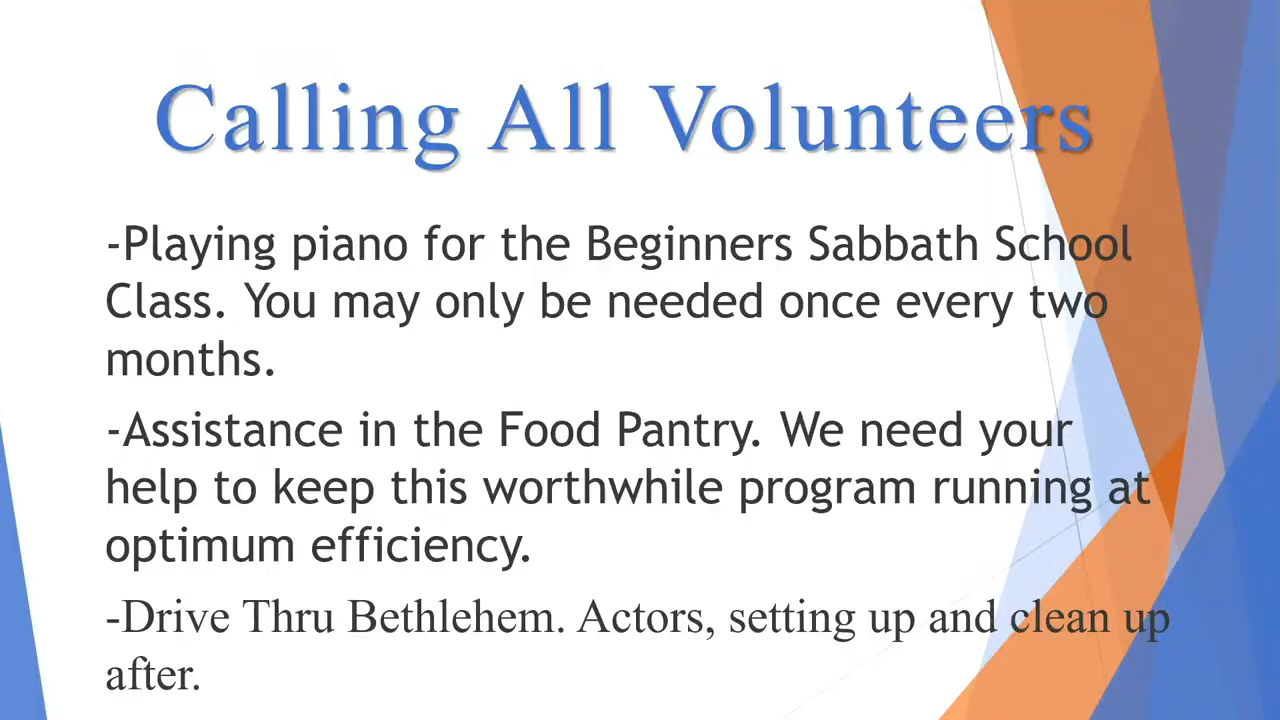 Calling All Volunteers
-Playing piano for the Beginners Sabbath School
Class. You may only be needed once every two
months.
-Assistance in the Food Pantry. We need your
help to keep this worthwhile program running at
optimum efficiency.
-Drive Thru Bethlehem. Actors, setting up and clean up
after.